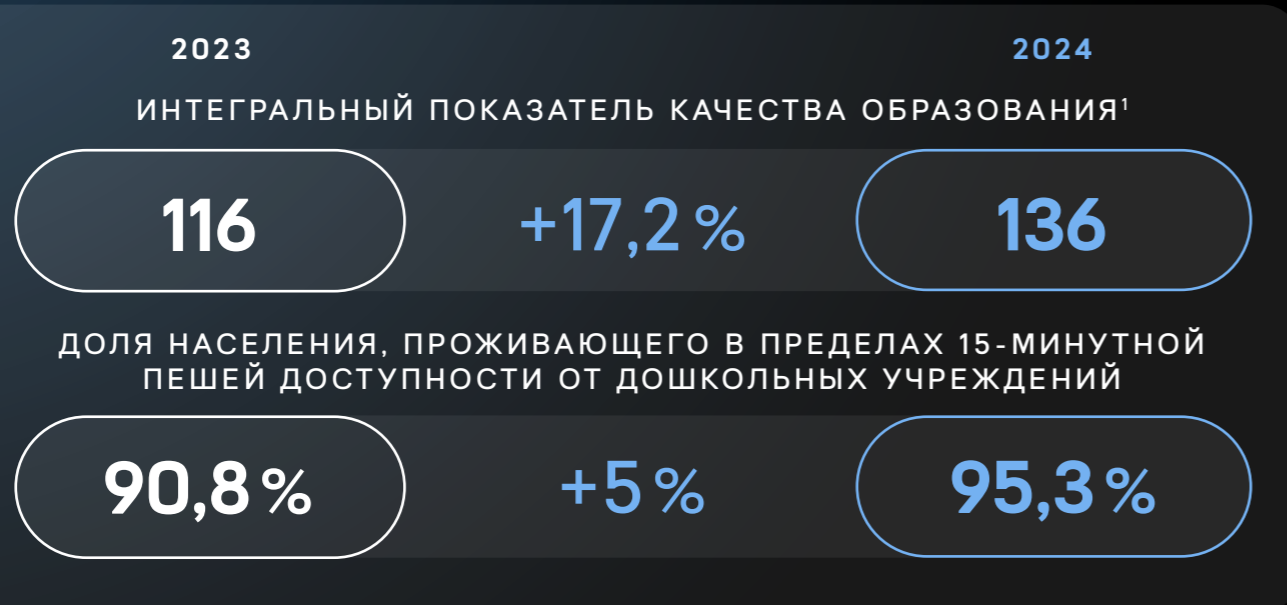 2023 2024
ИНТЕГРАЛЬНЫЙ ПОКАЗАТЕЛЬ КАЧЕСТВА ОБРАЗОВАНИЯ¹
116 +17,2 % 136
ДОЛЯ НАСЕЛЕНИЯ, ПРОЖИВАЮЩЕГО В ПРЕДЕЛАХ 15-МИНУТНОЙ
ПЕШЕЙ ДОСТУПНОСТИ ОТ ДОШКОЛЬНЫХ УЧРЕЖДЕНИЙ
90,8 % +5 % 95,3 %